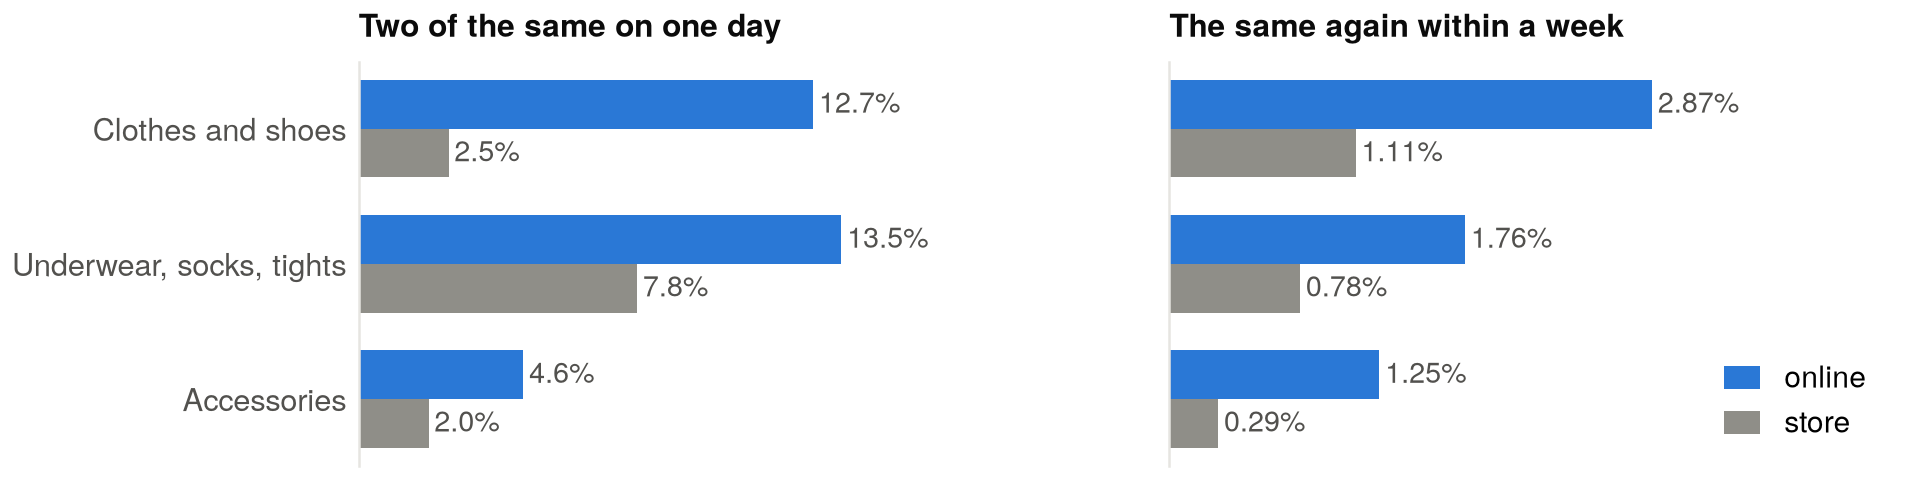 Two of the same on one day
The same again within a week
Clothes and shoes
12.7%
2.5%
2.87%
1.11%
Underwear, socks, tights
13.5%
7.8%
1.76%
0.78%
Accessories
4.6%
2.0%
1.25%
0.29%
online
store